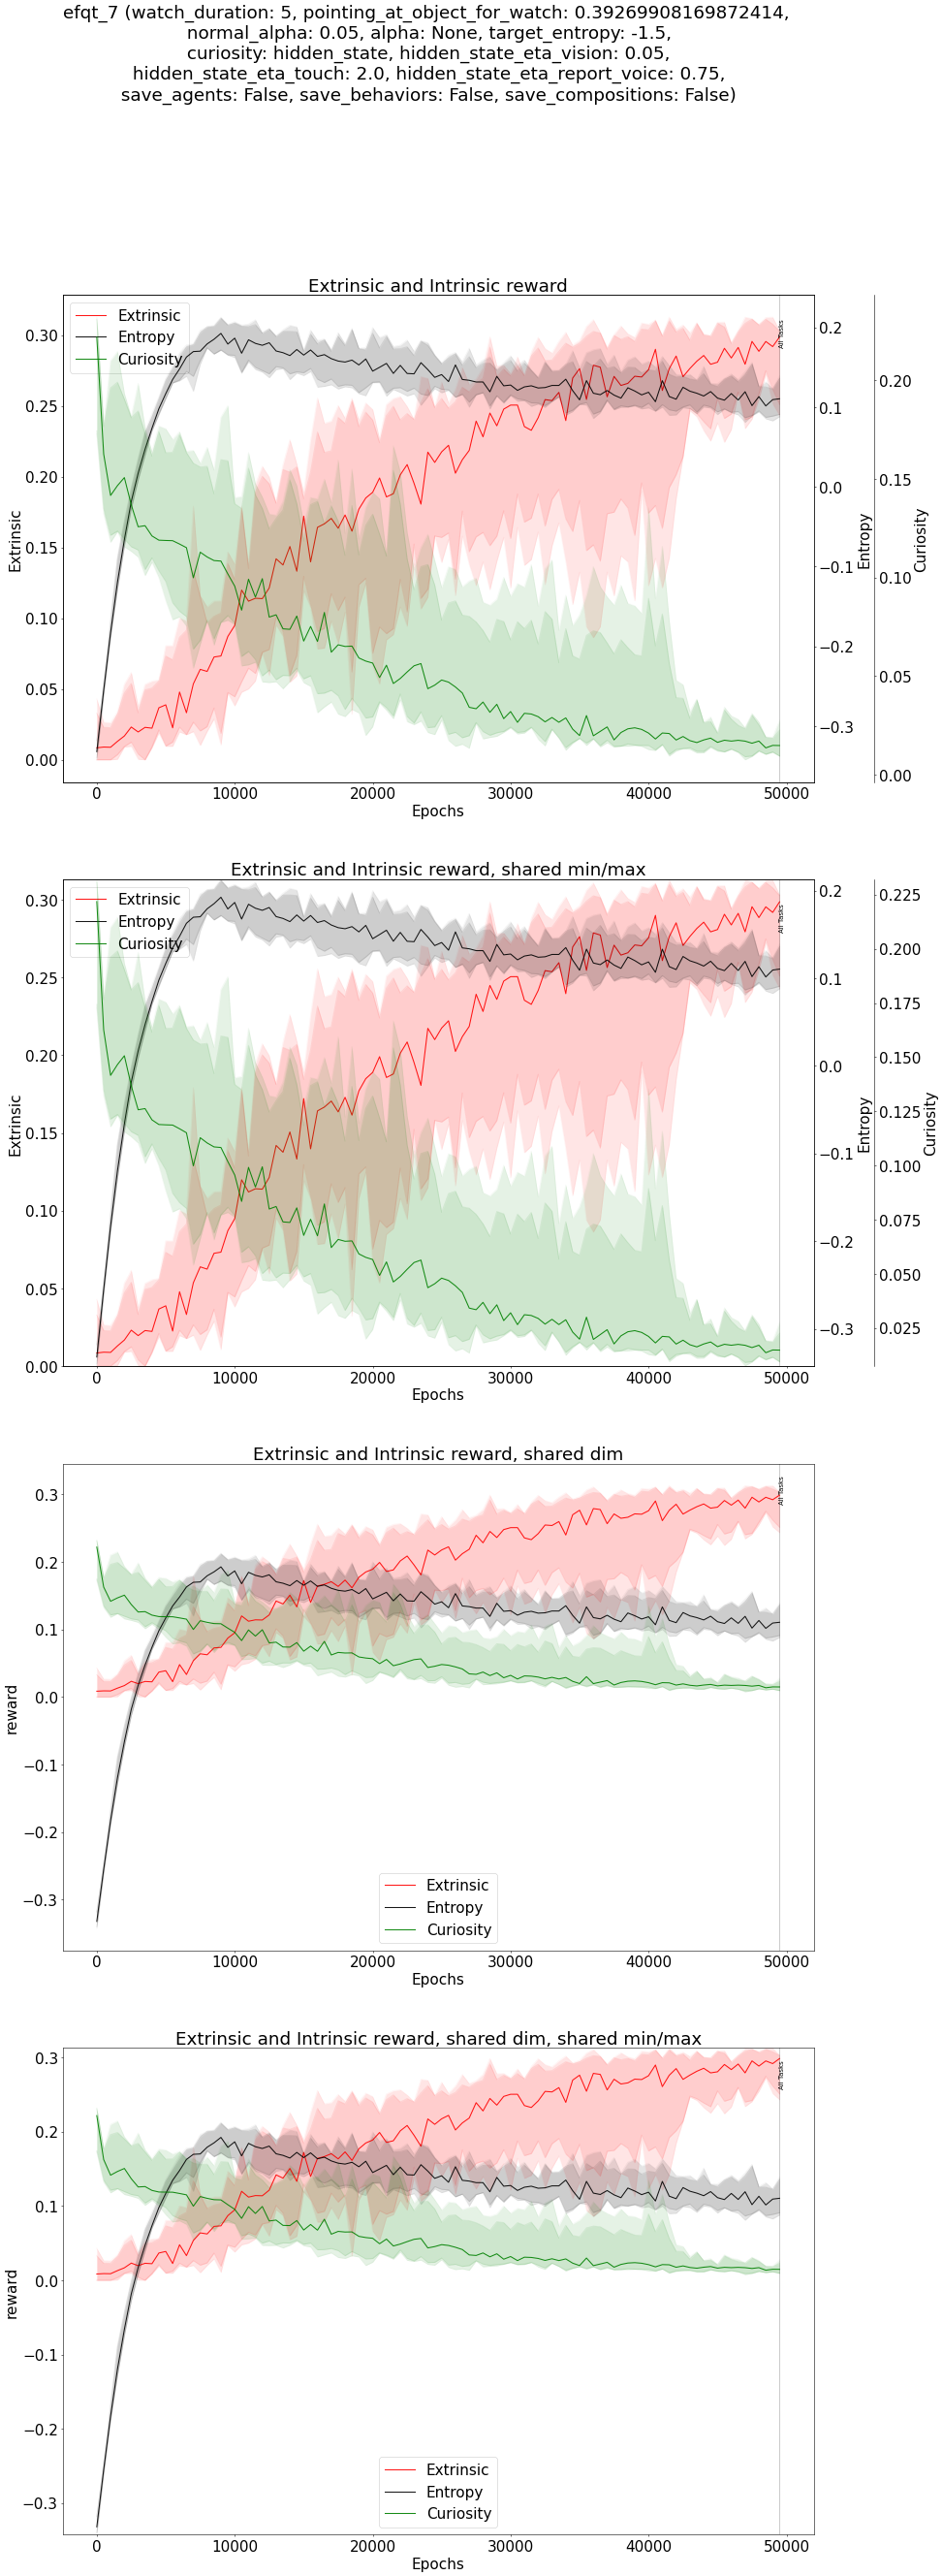 efqt_7 (watch_duration: 5, pointing_at_object_for_watch: 0.39269908169872414,
normal_alpha: 0.05, alpha: None, target_entropy: -1.5,
curiosity: hidden_state, hidden_state_eta_vision: 0.05,
hidden_state_eta_touch: 2.0, hidden_state_eta_report_voice: 0.75,
save_agents: False, save_behaviors: False, save_compositions: False)
Extrinsic and Intrinsic reward
Extrinsic
Entropy
Curiosity
All Tasks
0.30
0.25
0.20
0.15
0.10
0.05
0.00
Extrinsic
0.2
0.1
0.0
−0.1
−0.2
−0.3
Entropy
0.20
0.15
0.10
0.05
0.00
Curiosity
0 10000 20000 30000 40000 50000
Epochs
Extrinsic and Intrinsic reward, shared min/max
Extrinsic
Entropy
Curiosity
All Tasks
0.30
0.25
0.20
0.15
0.10
0.05
0.00
Extrinsic
0.2
0.1
0.0
−0.1
−0.2
−0.3
Entropy
0.225
0.200
0.175
0.150
0.125
0.100
0.075
0.050
0.025
Curiosity
0 10000 20000 30000 40000 50000
Epochs
Extrinsic and Intrinsic reward, shared dim
All Tasks
0.3
0.2
0.1
0.0
−0.1
−0.2
−0.3
reward
Extrinsic
Entropy
Curiosity
0 10000 20000 30000 40000 50000
Epochs
Extrinsic and Intrinsic reward, shared dim, shared min/max
All Tasks
0.3
0.2
0.1
0.0
−0.1
−0.2
−0.3
reward
Extrinsic
Entropy
Curiosity
0 10000 20000 30000 40000 50000
Epochs